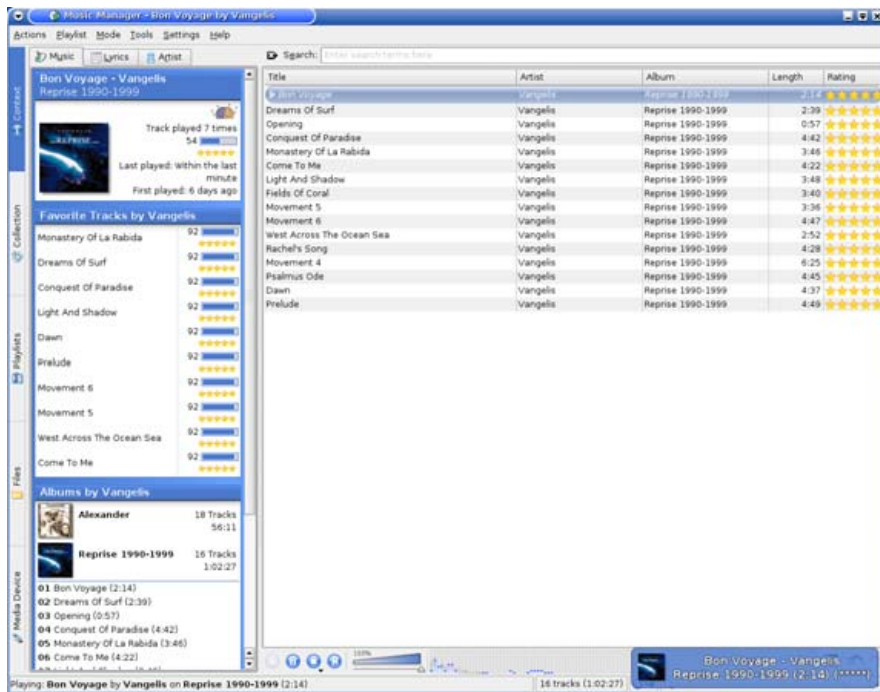 Music Manager - Bon Voyage by Vangelis
Actions Playlist Mode Tools Settings Help
Music Lyrics Artist
Search: Enter search terms here
Context
Collection
Playlists
Files
Media Device
Bon Voyage - Vangelis
Reprise 1990-1999
REPRISE
Track played 7 times
54
Last played: Within the last
minute
First played: 6 days ago
Favorite Tracks by Vangelis
Monastery Of La Rabida 92
Dreams Of Surf 92
Conquest Of Paradise 92
Light And Shadow 92
Dawn 92
Prelude 92
Movement 6 92
Movement 5 92
West Across The Ocean Sea 92
Come To Me 92
Albums by Vangelis
Alexander 18 Tracks
56:11
Reprise 1990-1999 16 Tracks
1:02:27
01 Bon Voyage (2:14)
02 Dreams Of Surf (2:39)
03 Opening (0:57)
04 Conquest Of Paradise (4:42)
05 Monastery Of La Rabida (3:46)
06 Come To Me (4:22)
Title Artist Album Length Rating
Bon Voyage Vangelis Reprise 1990-1999 2:14
Dreams Of Surf Vangelis Reprise 1990-1999 2:39
Opening Vangelis Reprise 1990-1999 0:57
Conquest Of Paradise Vangelis Reprise 1990-1999 4:42
Monastery Of La Rabida Vangelis Reprise 1990-1999 3:46
Come To Me Vangelis Reprise 1990-1999 4:22
Light And Shadow Vangelis Reprise 1990-1999 3:48
Fields Of Coral Vangelis Reprise 1990-1999 3:40
Movement 5 Vangelis Reprise 1990-1999 3:36
Movement 6 Vangelis Reprise 1990-1999 4:47
West Across The Ocean Sea Vangelis Reprise 1990-1999 2:52
Rachel's Song Vangelis Reprise 1990-1999 4:28
Movement 4 Vangelis Reprise 1990-1999 6:25
Psalmus Ode Vangelis Reprise 1990-1999 4:45
Dawn Vangelis Reprise 1990-1999 4:37
Prelude Vangelis Reprise 1990-1999 4:49
100%
Bon Voyage - Vangelis
Reprise 1990-1999 (2:14) (*****)
Playing: Bon Voyage by Vangelis on Reprise 1990-1999 (2:14)
16 tracks (1:02:27)